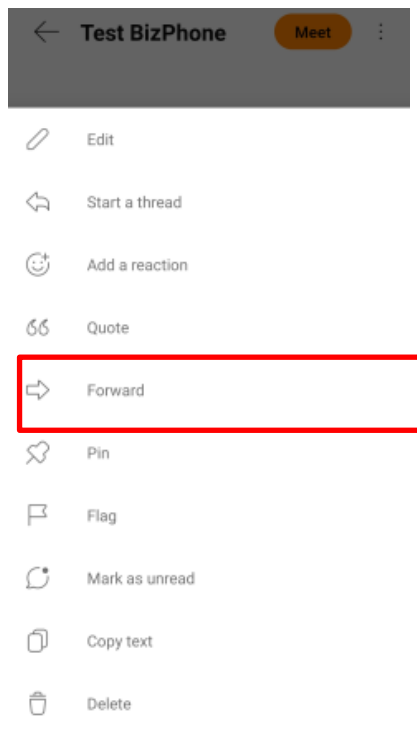 Test BizPhone Meet
Edit
Start a thread
Add a reaction
Quote
Forward
Pin
Flag
Mark as unread
Copy text
Delete